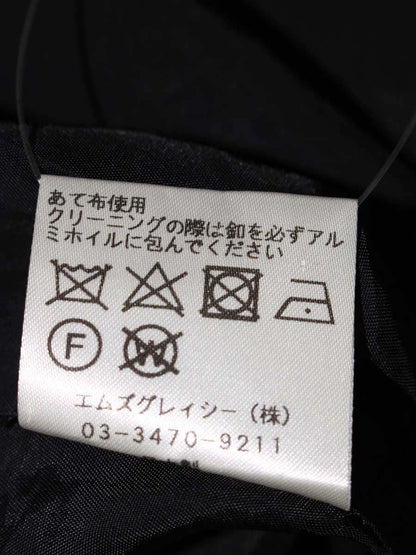 あて布使用
クリーニングの際は釦を必ずアル
ミホイルに包んでください
F W
エムズグレイシー(株)
03-3470-9211